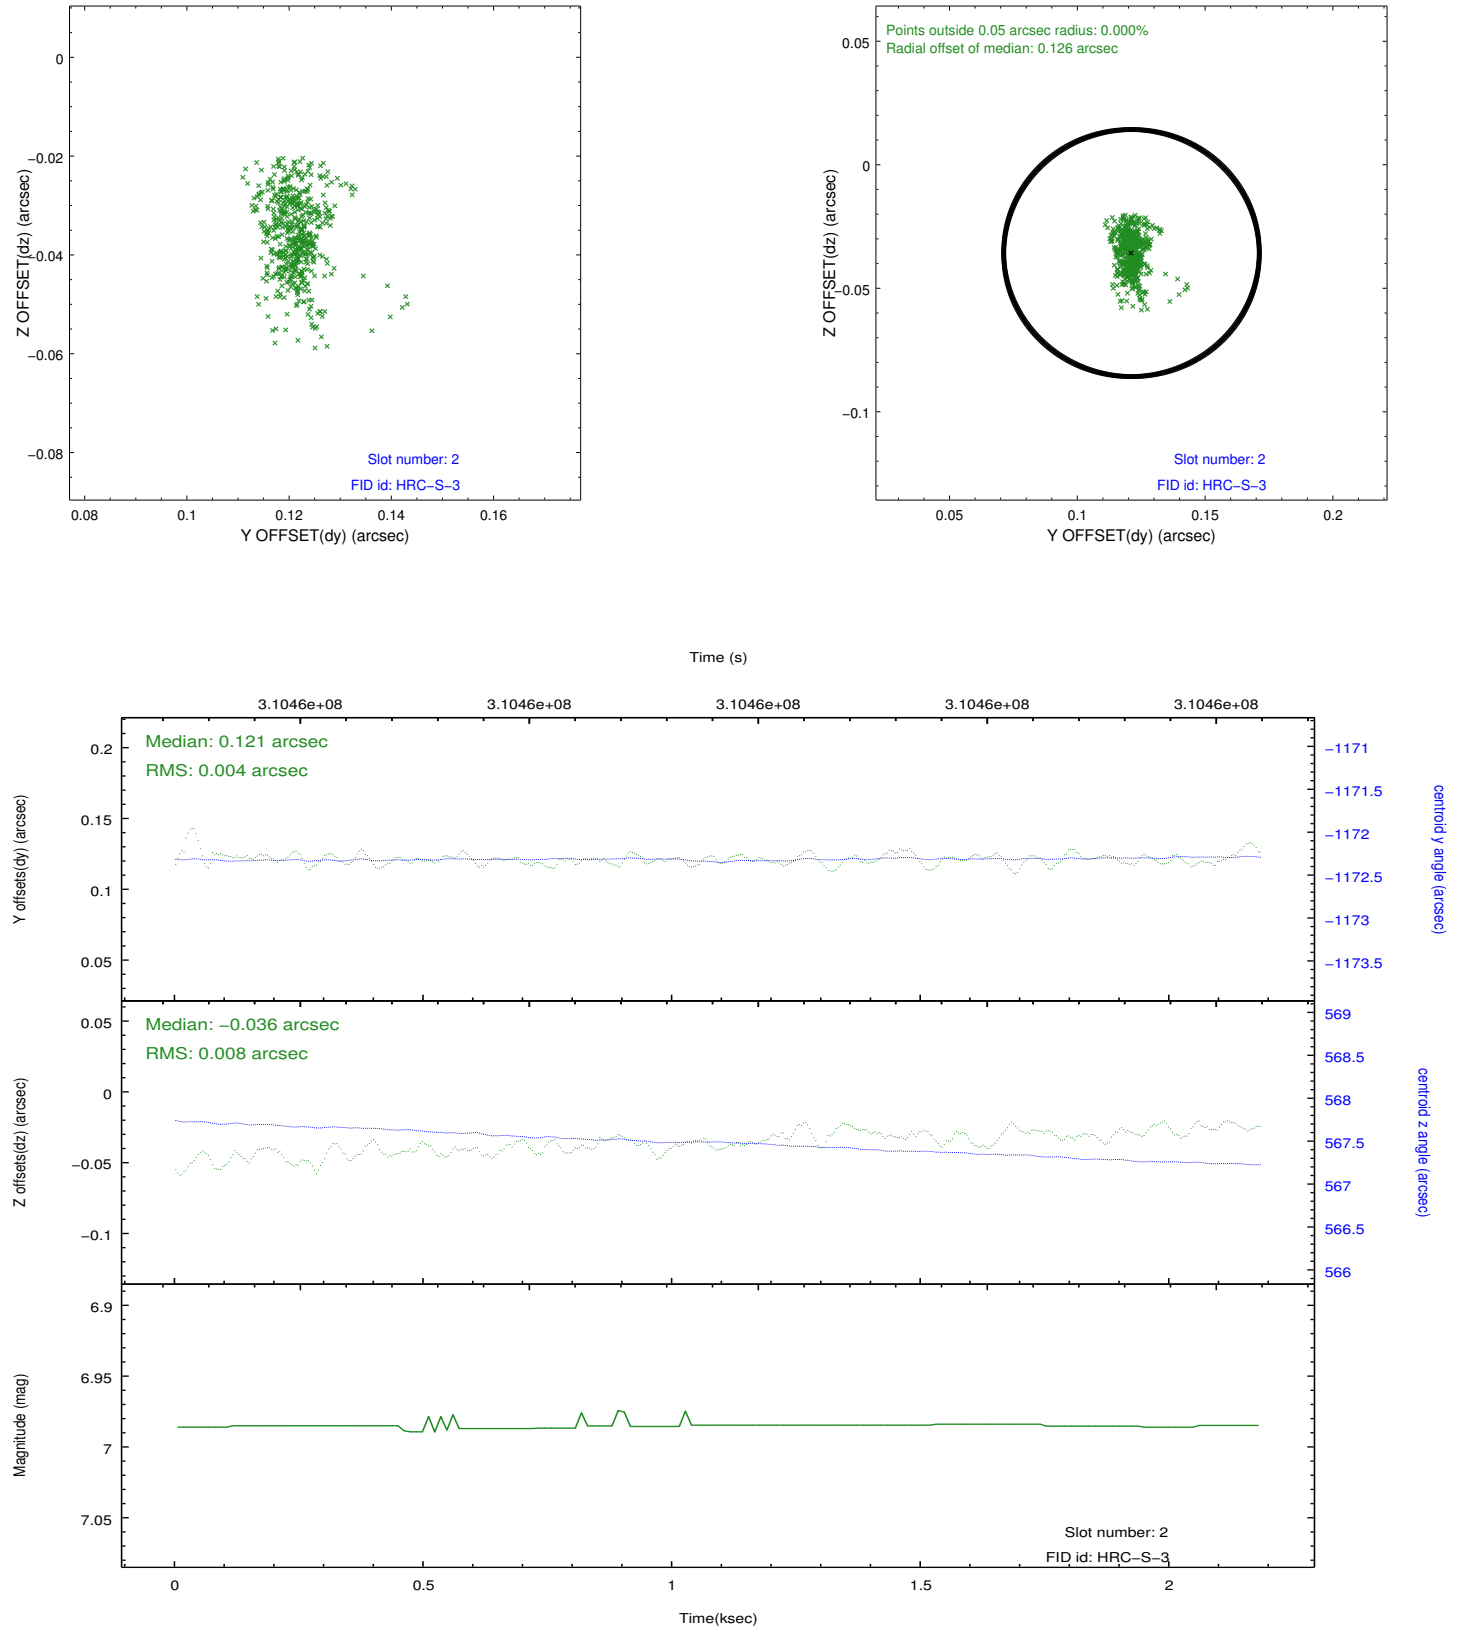 0
−0.02
−0.04
−0.06
−0.08
Z OFFSET(dz) (arcsec)
Slot number: 2
FID id: HRC−S−3
0.08
0.1
0.12
0.14
0.16
Y OFFSET(dy) (arcsec)
Points outside 0.05 arcsec radius: 0.000%
Radial offset of median: 0.126 arcsec
0.05
0
−0.05
−0.1
Z OFFSET(dz) (arcsec)
Slot number: 2
FID id: HRC−S−3
0.05
0.1
0.15
0.2
Y OFFSET(dy) (arcsec)
Time (s)
3.1046e+08
3.1046e+08
3.1046e+08
3.1046e+08
3.1046e+08
Median: 0.121 arcsec
RMS: 0.004 arcsec
0.2
0.15
0.1
0.05
Y offsets(dy) (arcsec)
−1171
−1171.5
−1172
−1172.5
−1173
−1173.5
centroid y angle (arcsec)
Median: −0.036 arcsec
RMS: 0.008 arcsec
0.05
0
−0.05
−0.1
Z offsets(dz) (arcsec)
569
568.5
568
567.5
567
566.5
566
centroid z angle (arcsec)
6.9
6.95
7
7.05
Magnitude (mag)
Slot number: 2
FID id: HRC−S−3
0
0.5
1
1.5
2
Time(ksec)